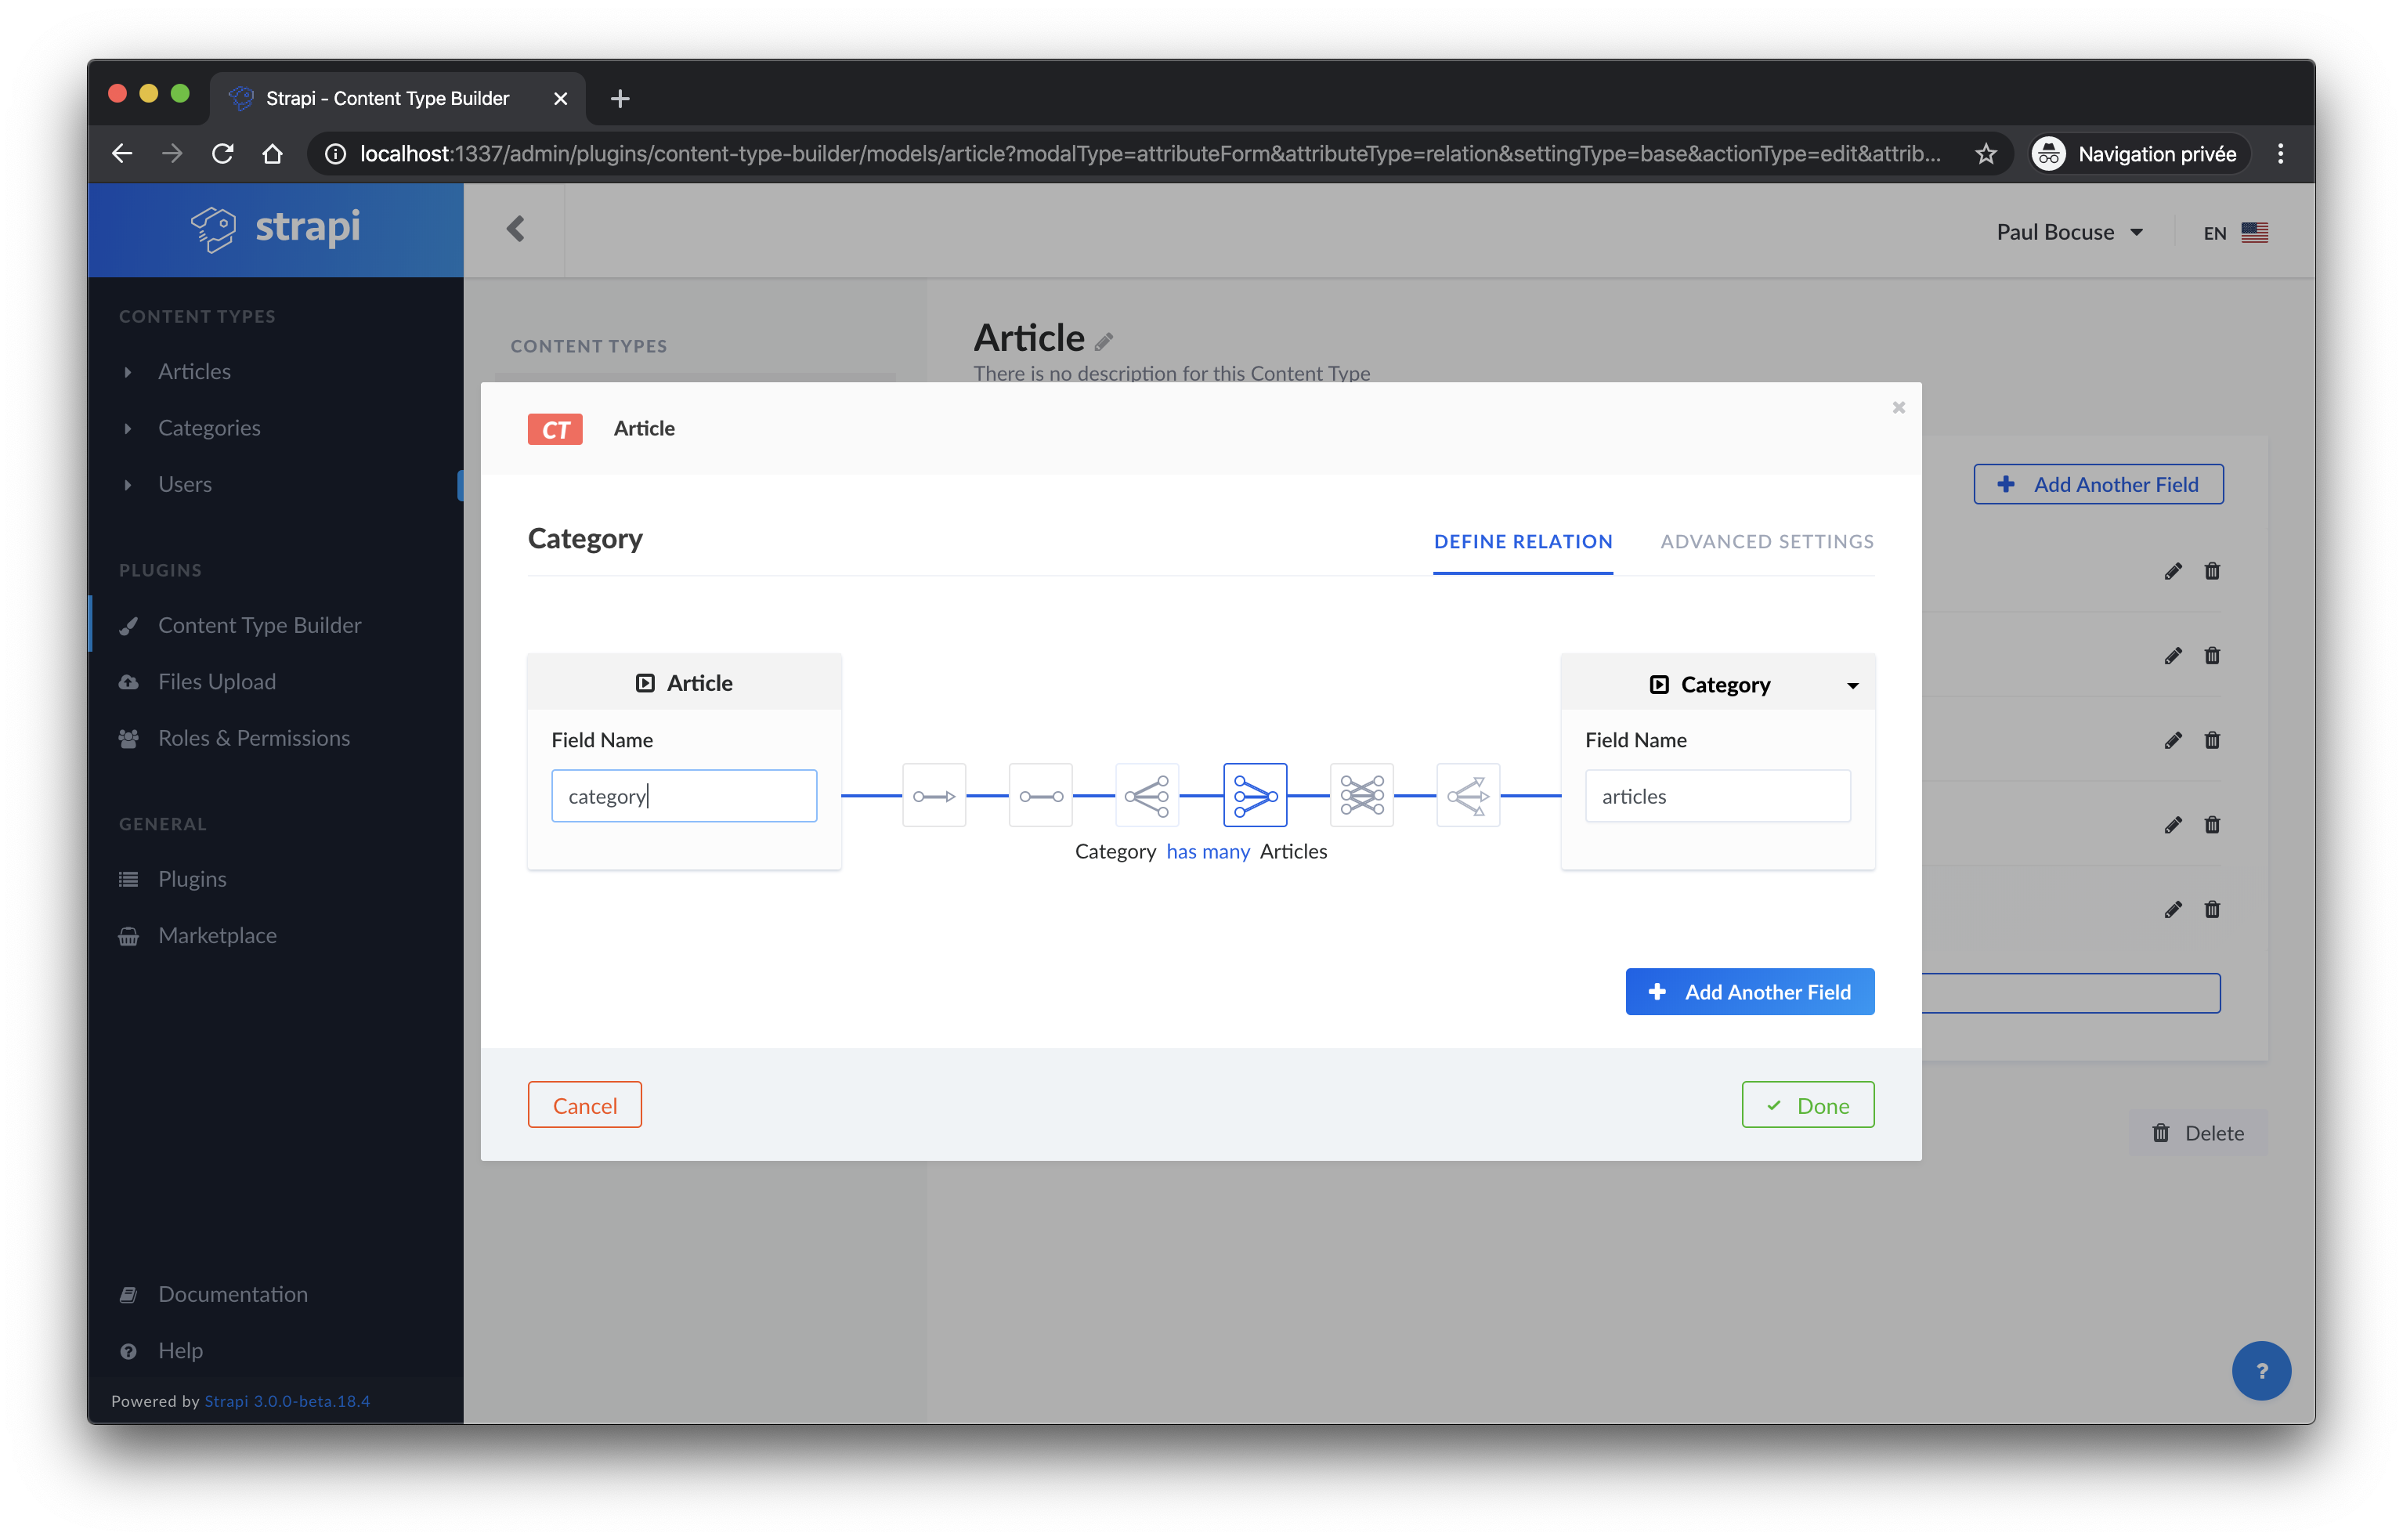 Strapi - Content Type Builder
localhost:1337/admin/plugins/content-type-builder/models/article?modalType=attributeForm&attributeType=relation&settingType=base&actionType=edit&attrib...
Navigation privée
strapi
Paul Bocuse
EN
CONTENT TYPES
Articles
Categories
Users
PLUGINS
Content Type Builder
Files Upload
Roles & Permissions
GENERAL
Plugins
Marketplace
Documentation
Help
Powered by Strapi 3.0.0-beta.18.4
CONTENT TYPES
Article
There is no description for this Content Type
Add Another Field
CT Article
Category
DEFINE RELATION
ADVANCED SETTINGS
Article
Field Name
category
Category has many Articles
Category
Field Name
articles
Add Another Field
Cancel
Done
Delete
?